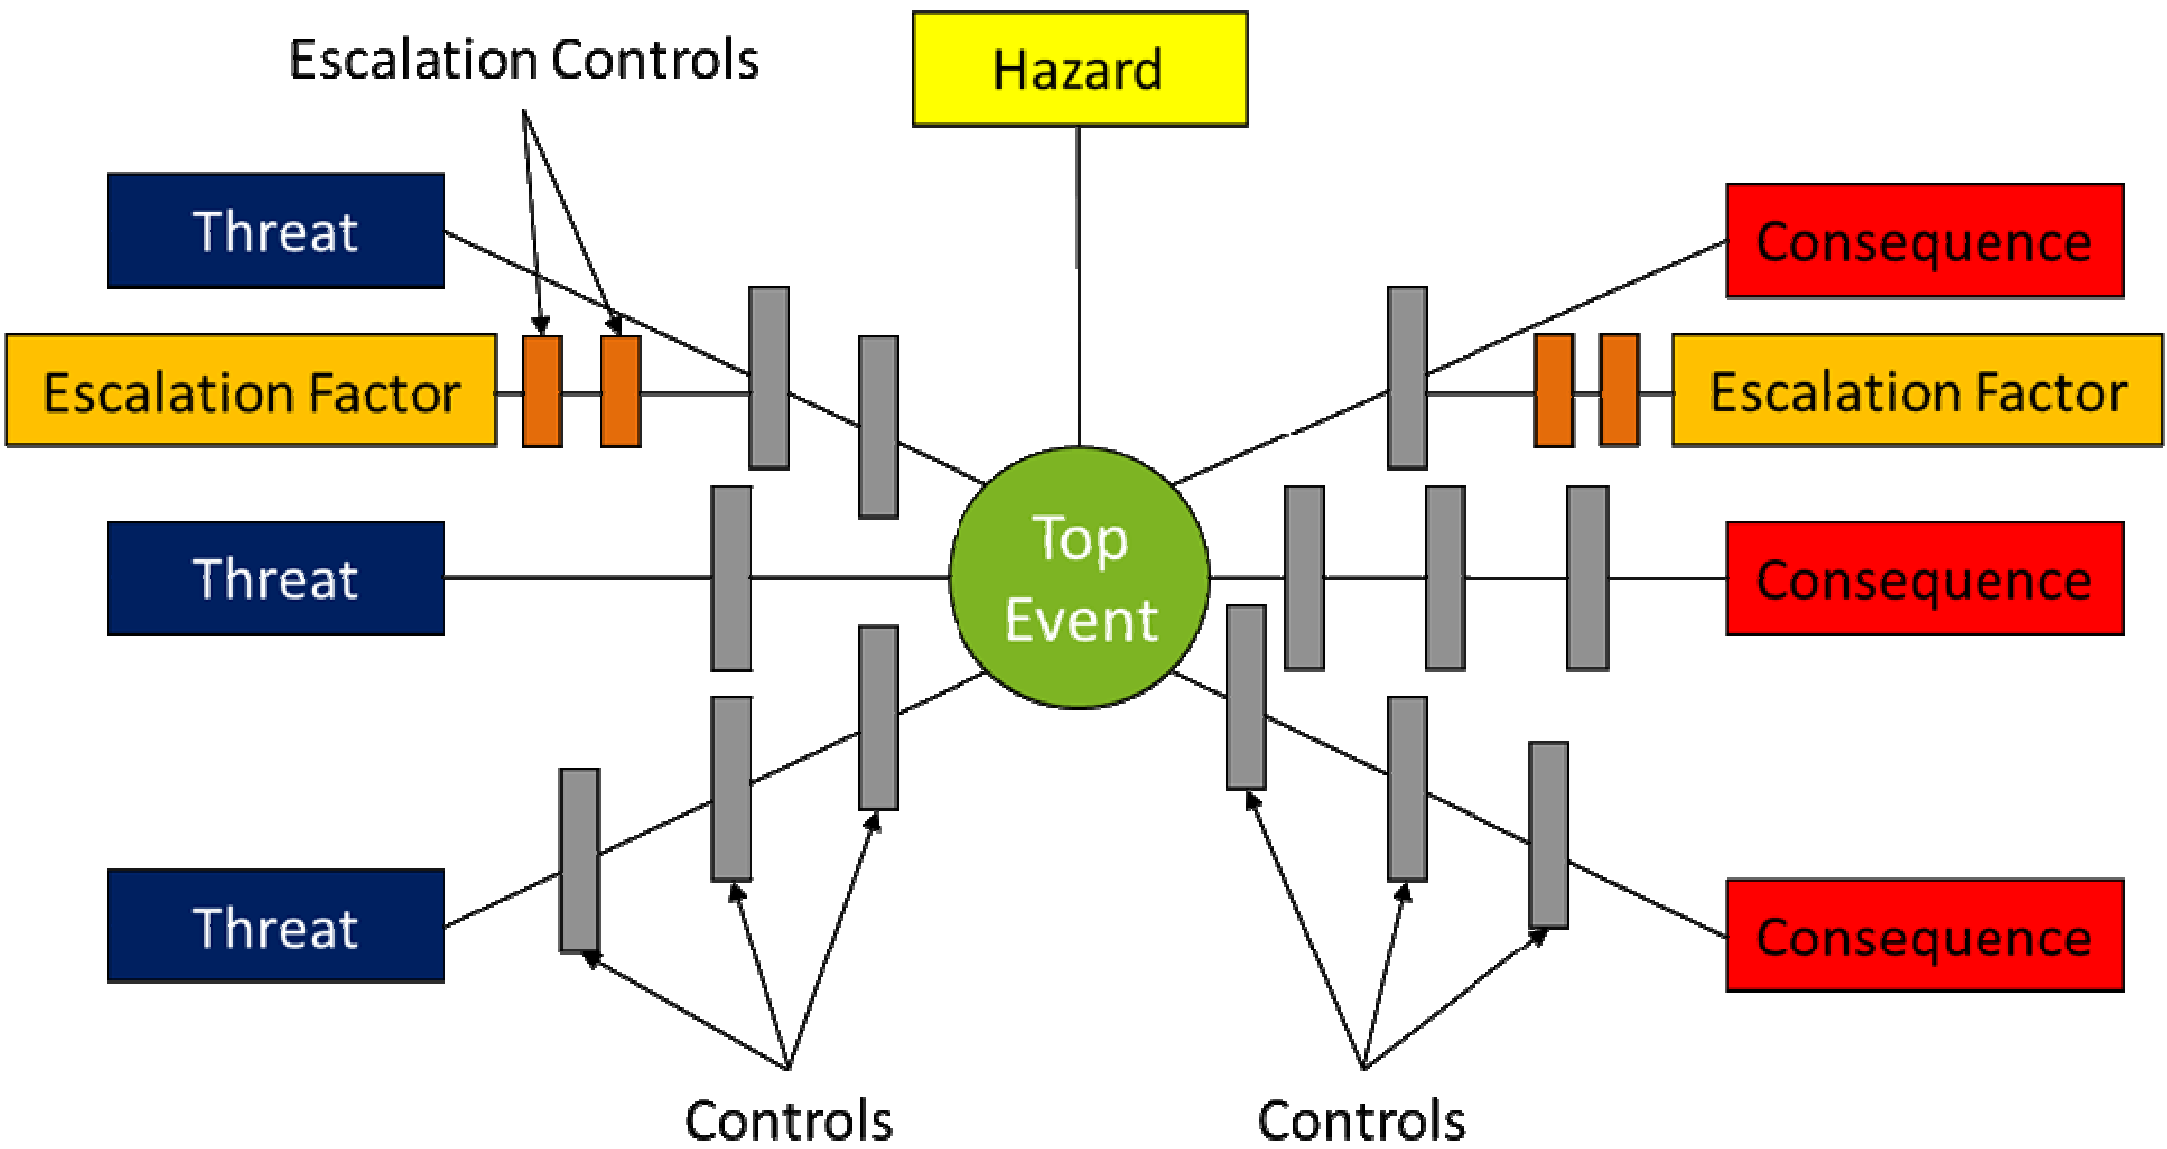 Escalation Controls
Hazard
Threat
Consequence
Escalation Factor
Escalation Factor
Threat
Top
Event
Consequence
Threat
Consequence
Controls
Controls